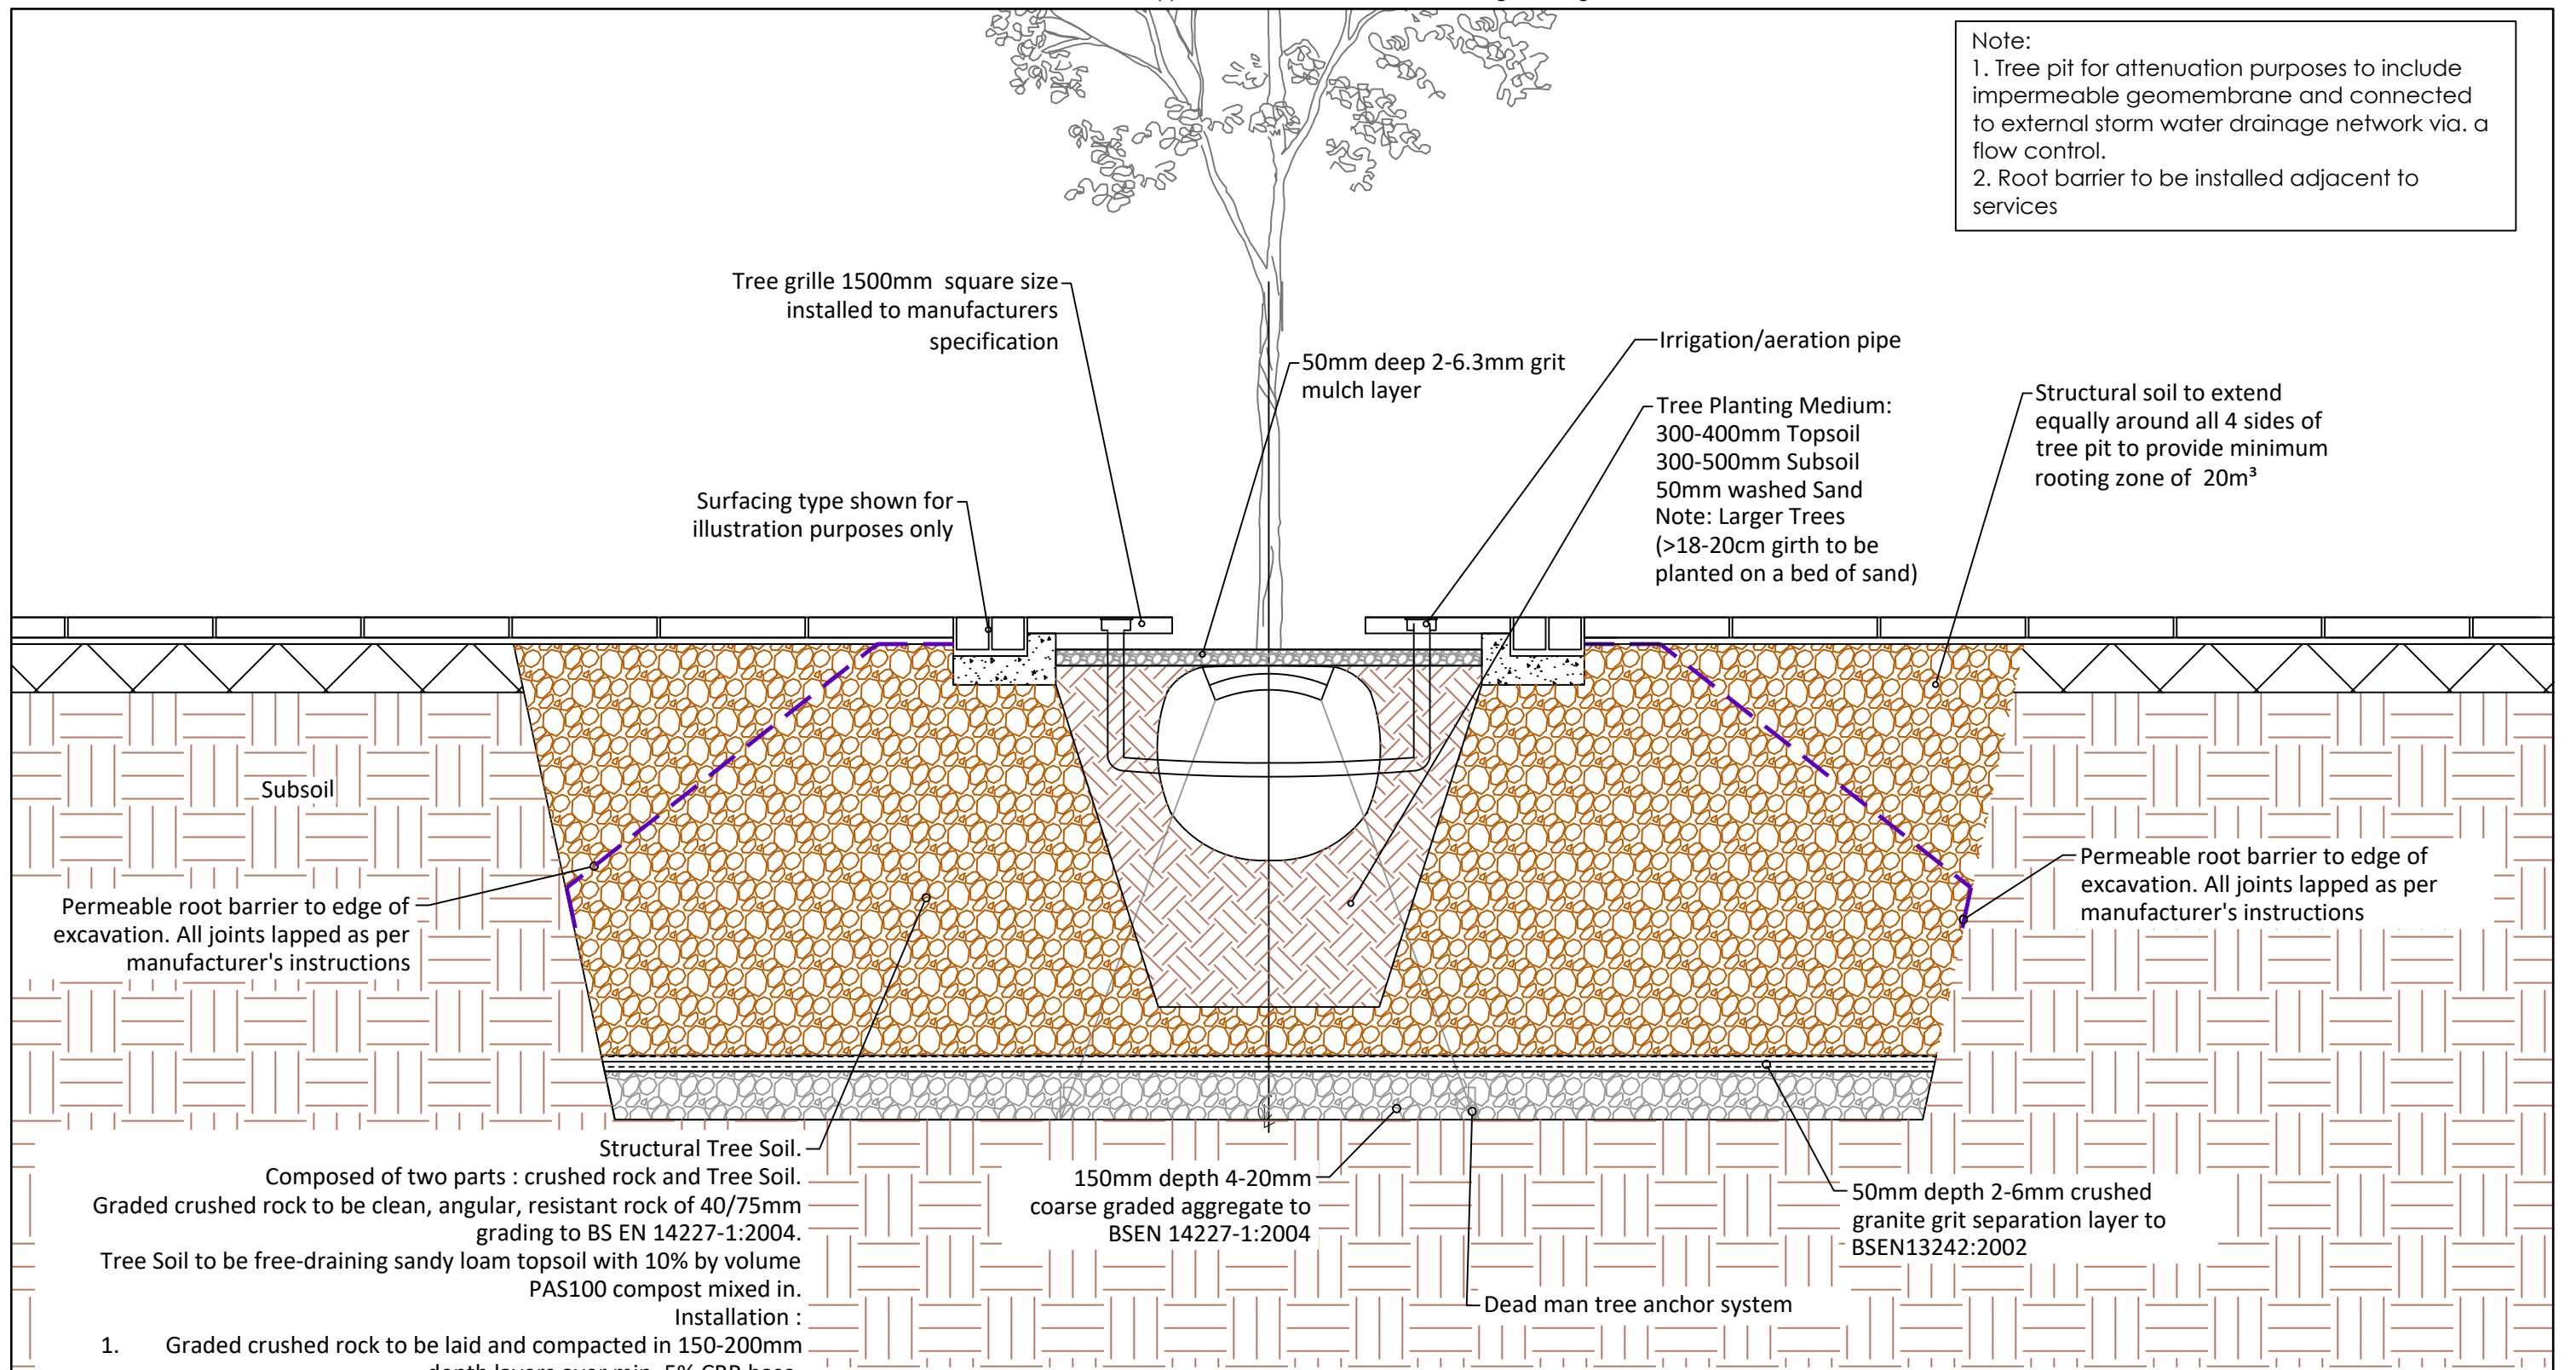 Note:
1. Tree pit for attenuation purposes to include
impermeable geomembrane and connected
to external storm water drainage network via. a
flow control.
2. Root barrier to be installed adjacent to
services
Tree grille 1500mm square size
installed to manufacturers
specification
50mm deep 2-6.3mm grit
mulch layer
Irrigation/aeration pipe
Tree Planting Medium:
300-400mm Topsoil
300-500mm Subsoil
50mm washed Sand
Note: Larger Trees
(>18-20cm girth to be
planted on a bed of sand)
Structural soil to extend
equally around all 4 sides of
tree pit to provide minimum
rooting zone of 20m³
Surfacing type shown for
illustration purposes only
Subsoil
Permeable root barrier to edge of
excavation. All joints lapped as per
manufacturer's instructions
Permeable root barrier to edge of
excavation. All joints lapped as per
manufacturer's instructions
Structural Tree Soil.
Composed of two parts : crushed rock and Tree Soil.
Graded crushed rock to be clean, angular, resistant rock of 40/75mm
grading to BS EN 14227-1:2004.
Tree Soil to be free-draining sandy loam topsoil with 10% by volume
PAS100 compost mixed in.
Installation :
1. Graded crushed rock to be laid and compacted in 150-200mm
depth layers over min. 5% CBR base.
150mm depth 4-20mm
coarse graded aggregate to
BSEN 14227-1:2004
50mm depth 2-6mm crushed
granite grit separation layer to
BSEN13242:2002
Dead man tree anchor system